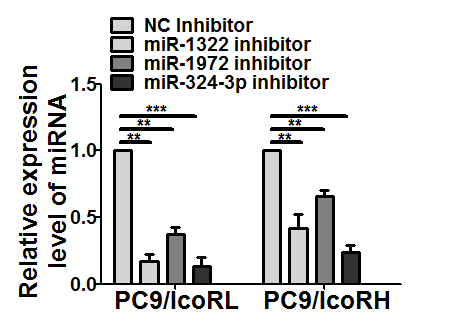 NC Inhibitor
miR-1322 inhibitor
miR-1972 inhibitor
miR-324-3p inhibitor
Relative expression
level of miRNA
1.5
1.0
0.5
0.0
***
**
**
***
**
**
PC9/IcoRL
PC9/IcoRH